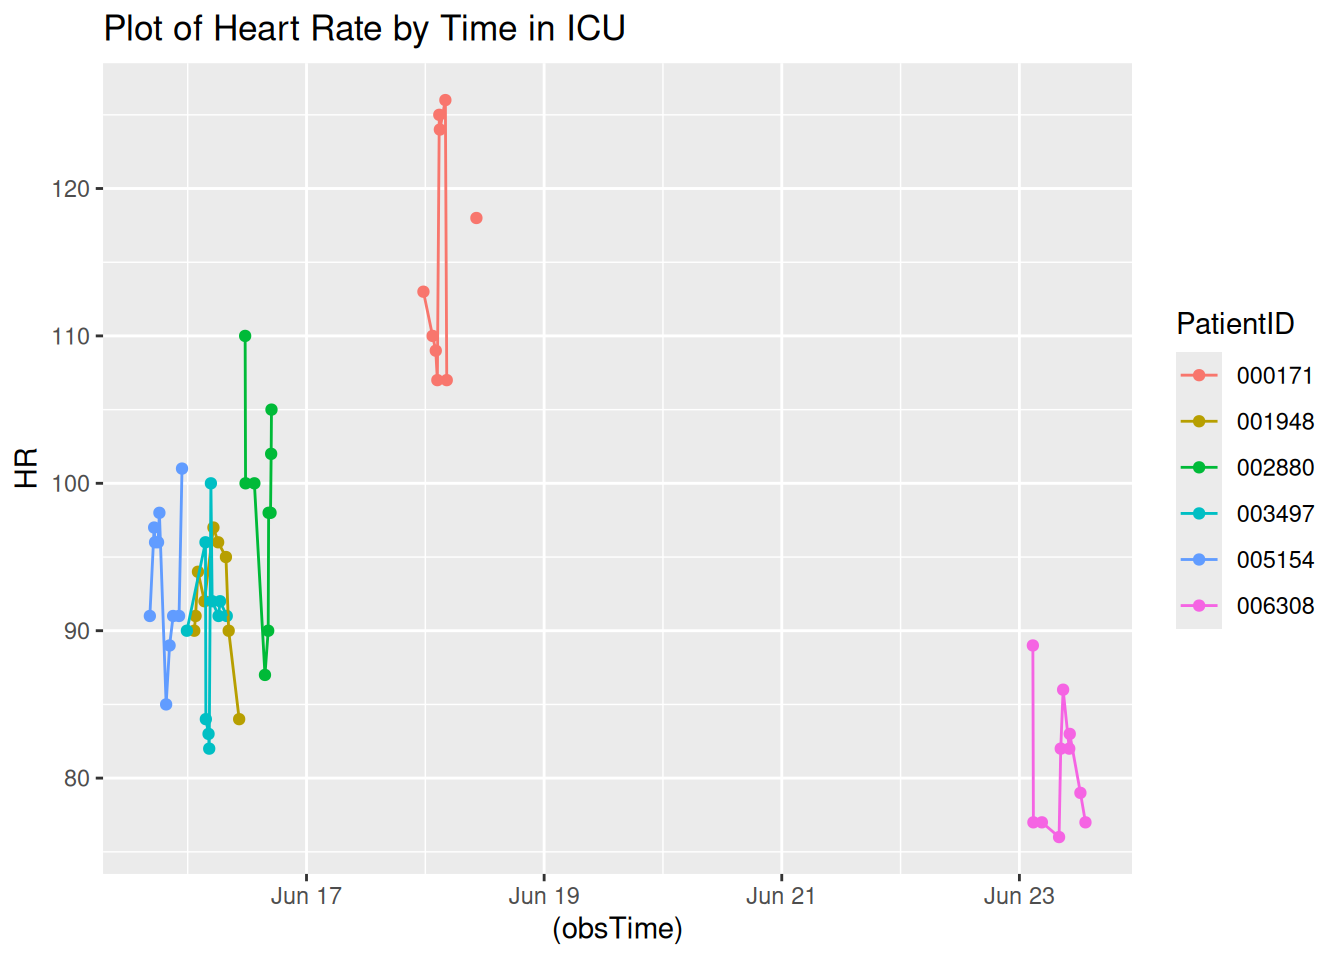 Plot of Heart Rate by Time in ICU
HR
120
110
100
90
80
Jun 17
Jun 19
Jun 21
Jun 23
(obsTime)
PatientID
000171
001948
002880
003497
005154
006308